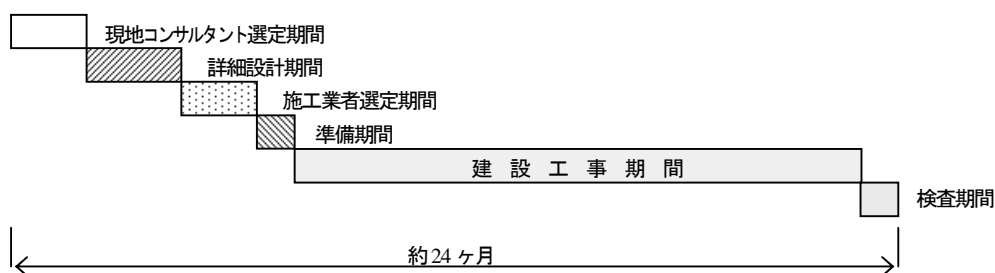 現地コンサルタント選定期間
詳細設計期間
施工業者選定期間
準備期間
建設工事期間
検査期間
約24ヶ月